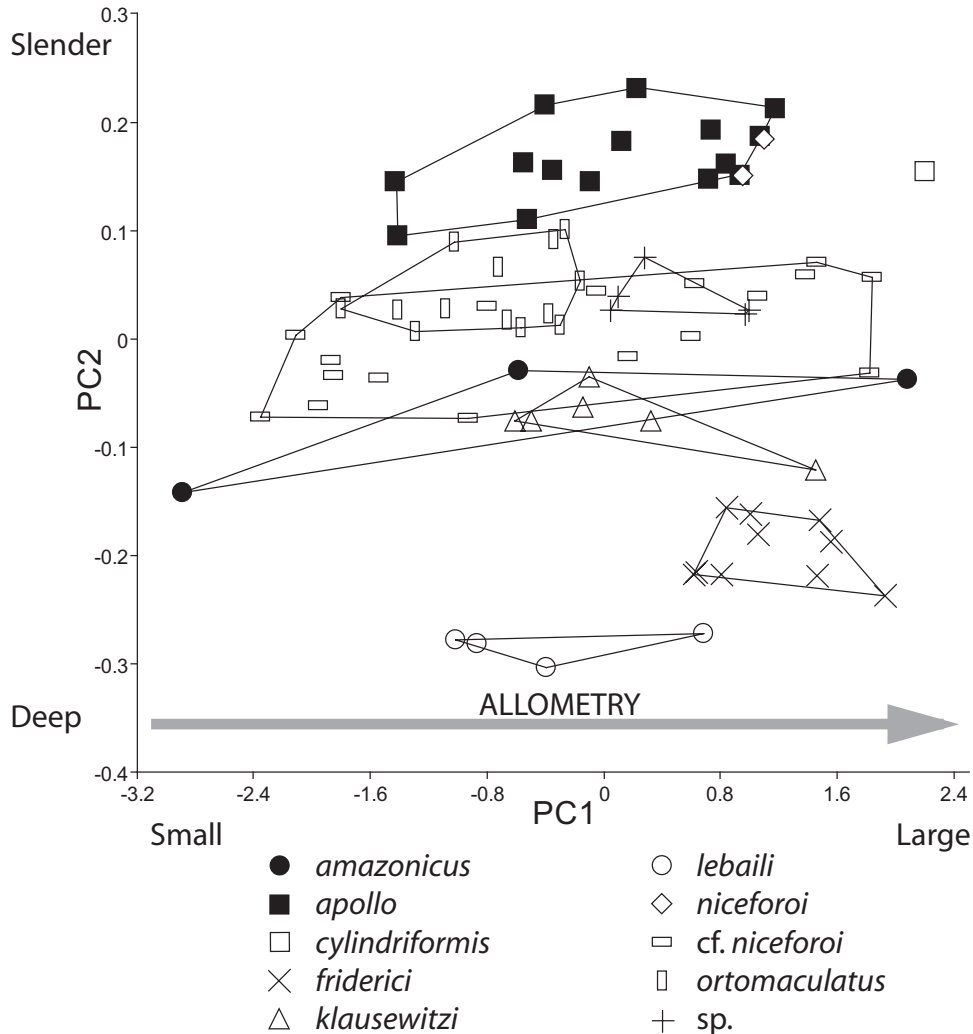 0.3
Slender
0.2
0.1
0
PC2
-0.1
-0.2
-0.3
ALLOMETRY
Deep
-0.4
-3.2 -2.4 -1.6 -0.8 0 0.8 1.6 2.4
PC1
Small Large
amazonicus lebaili
apollo niceforoi
cylindriformis cf. niceforoi
friderici ortomaculatus
klausewitzi sp.